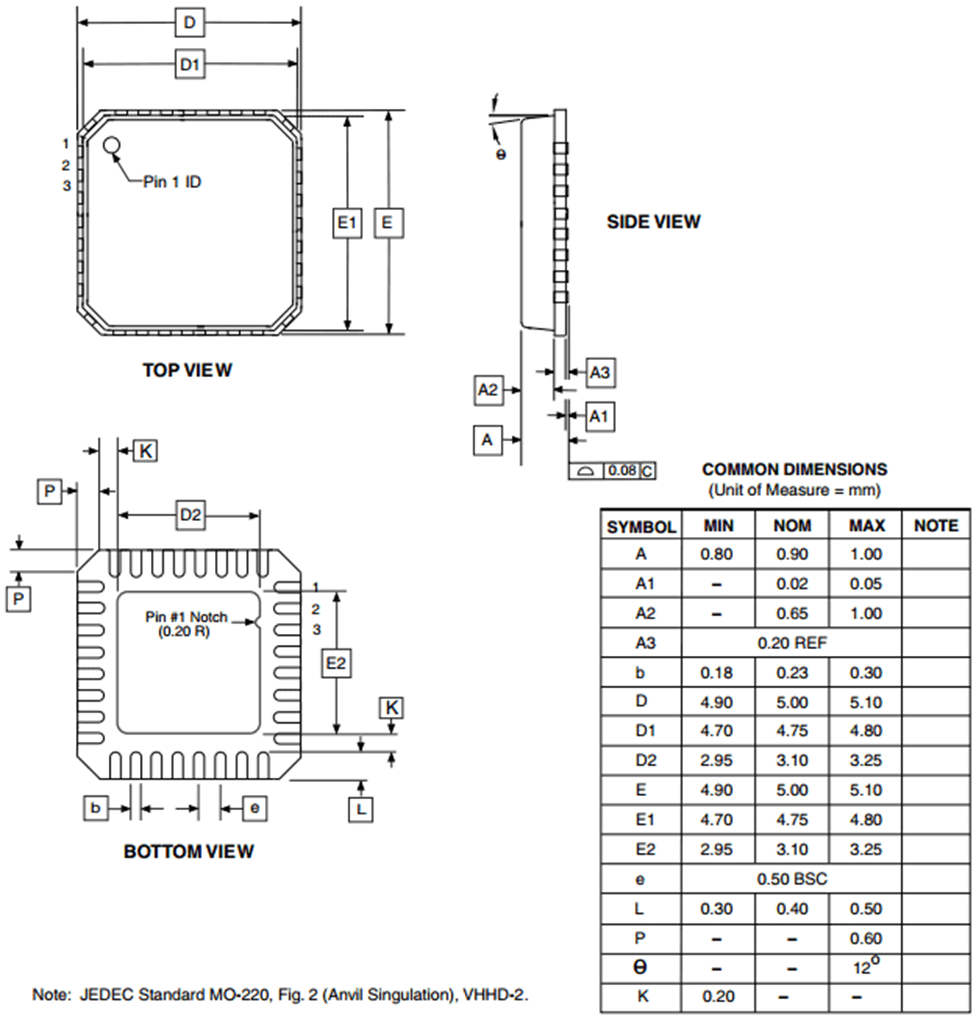 D
D1
1
2
3
Pin 1 ID
E1
E
TOP VIEW
Θ
SIDE VIEW
A3
A2
A1
A
⌓ 0.08 C
K
P
D2
P
1
2
3
Pin #1 Notch
(0.20 R)
E2
K
b
e
L
BOTTOM VIEW
COMMON DIMENSIONS
(Unit of Measure = mm)
SYMBOL MIN NOM MAX NOTE
A 0.80 0.90 1.00
A1 – 0.02 0.05
A2 – 0.65 1.00
A3 0.20 REF
b 0.18 0.23 0.30
D 4.90 5.00 5.10
D1 4.70 4.75 4.80
D2 2.95 3.10 3.25
E 4.90 5.00 5.10
E1 4.70 4.75 4.80
E2 2.95 3.10 3.25
e 0.50 BSC
L 0.30 0.40 0.50
P – – 0.60
Θ – – 12°
K 0.20 – –
Note: JEDEC Standard MO-220, Fig. 2 (Anvil Singulation), VHHD-2.